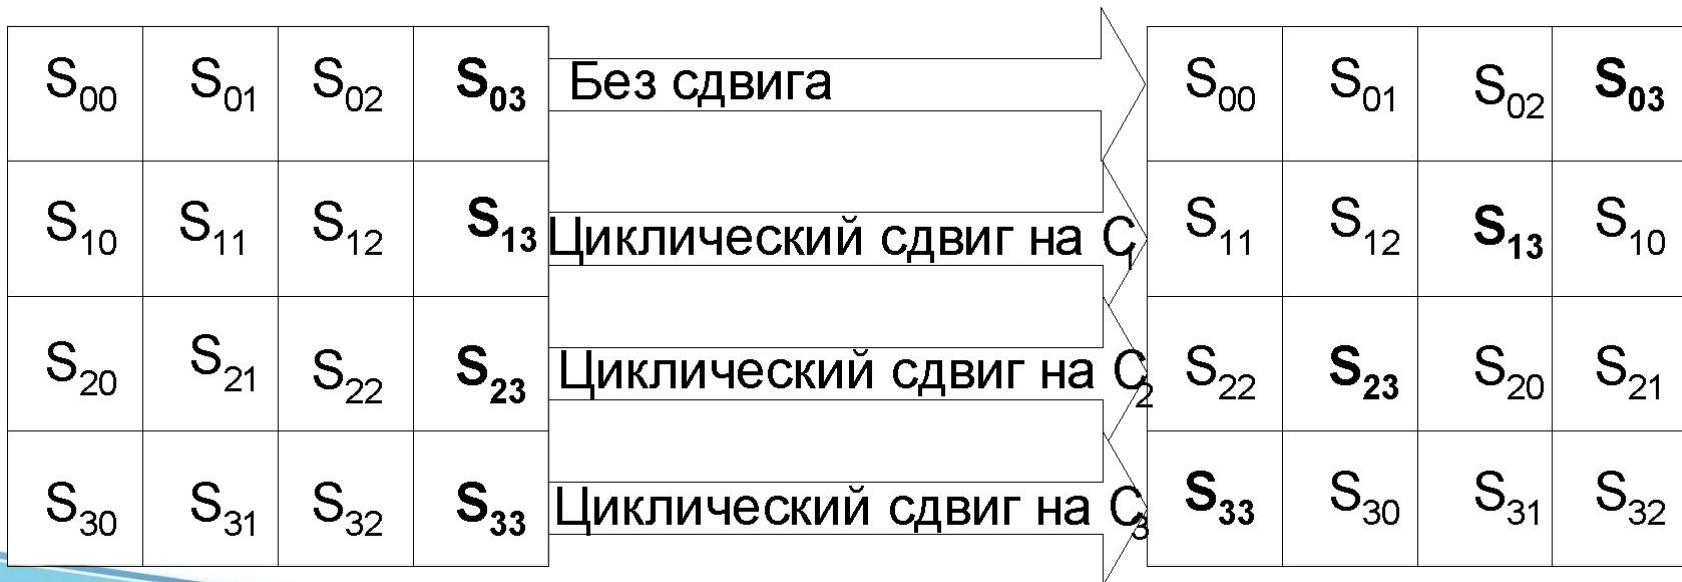 S₀₀ S₀₁ S₀₂ S₀₃ Без сдвига S₀₀ S₀₁ S₀₂ S₀₃
S₁₀ S₁₁ S₁₂ S₁₃ Циклический сдвиг на C₁ S₁₁ S₁₂ S₁₃ S₁₀
S₂₀ S₂₁ S₂₂ S₂₃ Циклический сдвиг на C₂ S₂₂ S₂₃ S₂₀ S₂₁
S₃₀ S₃₁ S₃₂ S₃₃ Циклический сдвиг на C₃ S₃₃ S₃₀ S₃₁ S₃₂